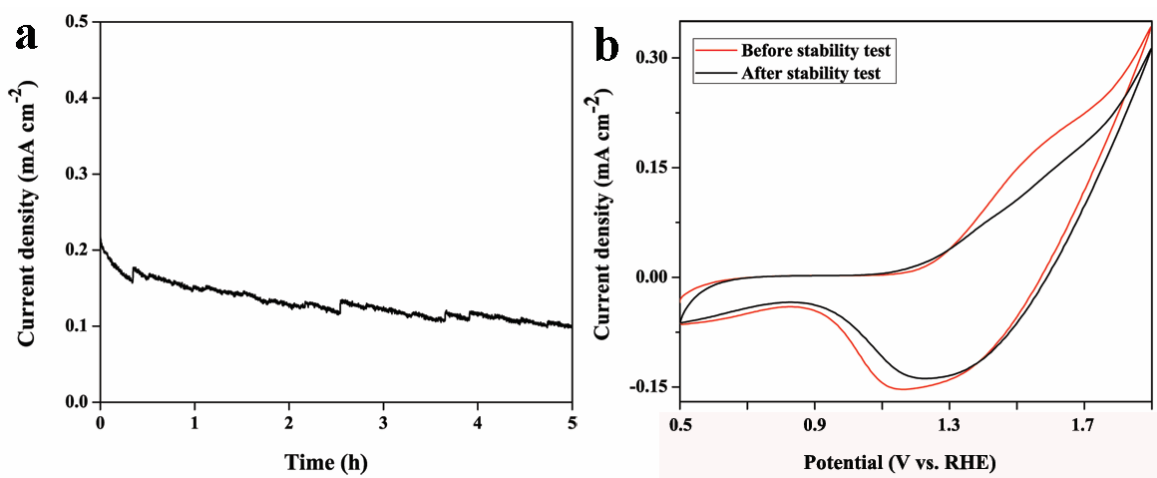 a
0.5
0.4
0.3
0.2
0.1
0.0
Current density (mA cm-2)
0 1 2 3 4 5
Time (h)
b
Before stability test
After stability test
0.30
0.15
0.00
-0.15
Current density (mA cm-2)
0.5 0.9 1.3 1.7
Potential (V vs. RHE)